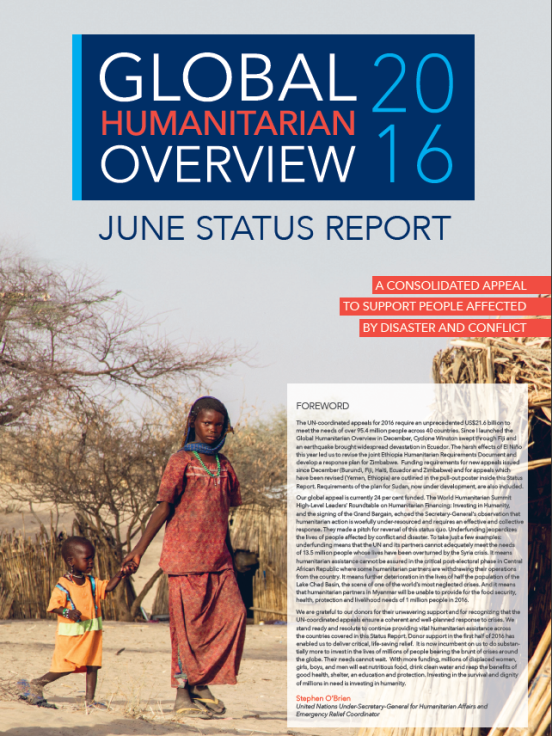 GLOBAL 20
HUMANITARIAN
OVERVIEW 16
JUNE STATUS REPORT
A CONSOLIDATED APPEAL
TO SUPPORT PEOPLE AFFECTED
BY DISASTER AND CONFLICT
FOREWORD
The UN-coordinated appeals for 2016 require an unprecedented US$21.6 billion to
meet the needs of over 95.4 million people across 40 countries. Since I launched the
Global Humanitarian Overview in December, Cyclone Winston swept through Fiji and
an earthquake brought widespread devastation in Ecuador. The harsh effects of El Niño
this year led us to revise the joint Ethiopia Humanitarian Requirements Document and
develop a response plan for Zimbabwe. Funding requirements for new appeals issued
since December (Burundi, Fiji, Haiti, Ecuador and Zimbabwe) and for appeals which
have been revised (Yemen, Ethiopia) are outlined in the pull-out poster inside this Status
Report. Requirements of the plan for Sudan, now under development, are also included.
Our global appeal is currently 24 per cent funded. The World Humanitarian Summit
High-Level Leaders' Roundtable on Humanitarian Financing: Investing in Humanity,
and the signing of the Grand Bargain, echoed the Secretary-General's observation that
humanitarian action is woefully under-resourced and requires an effective and collective
response. They made a pitch for reversal of this status quo. Underfunding jeopardizes
the lives of people affected by conflict and disaster. To take just a few examples:
underfunding means that the UN and its partners cannot adequately meet the needs
of 13.5 million people whose lives have been overturned by the Syria crisis. It means
humanitarian assistance cannot be assured in the critical post-electoral phase in Central
African Republic where some humanitarian partners are withdrawing their operations
from the country. It means further deterioration in the lives of half the population of the
Lake Chad Basin, the scene of one of the world's most neglected crises. And it means
that humanitarian partners in Myanmar will be unable to provide for the food security,
health, protection and livelihood needs of 1 million people in 2016.
We are grateful to our donors for their unwavering support and for recognizing that the
UN-coordinated appeals ensure a coherent and well-planned response to crises. We
stand ready and resolute to continue providing vital humanitarian assistance across
the countries covered in this Status Report. Donor support in the first half of 2016 has
enabled us to deliver critical, life-saving relief. It is now incumbent on us to do substan-
tially more to invest in the lives of millions of people bearing the brunt of crises around
the globe. Their needs cannot wait. With more funding, millions of displaced women,
girls, boys, and men will eat nutritious food, drink clean water and reap the benefits of
good health, shelter, an education and protection. Investing in the survival and dignity
of millions in need is investing in humanity.
Stephen O'Brien
United Nations Under-Secretary-General for Humanitarian Affairs and
Emergency Relief Coordinator